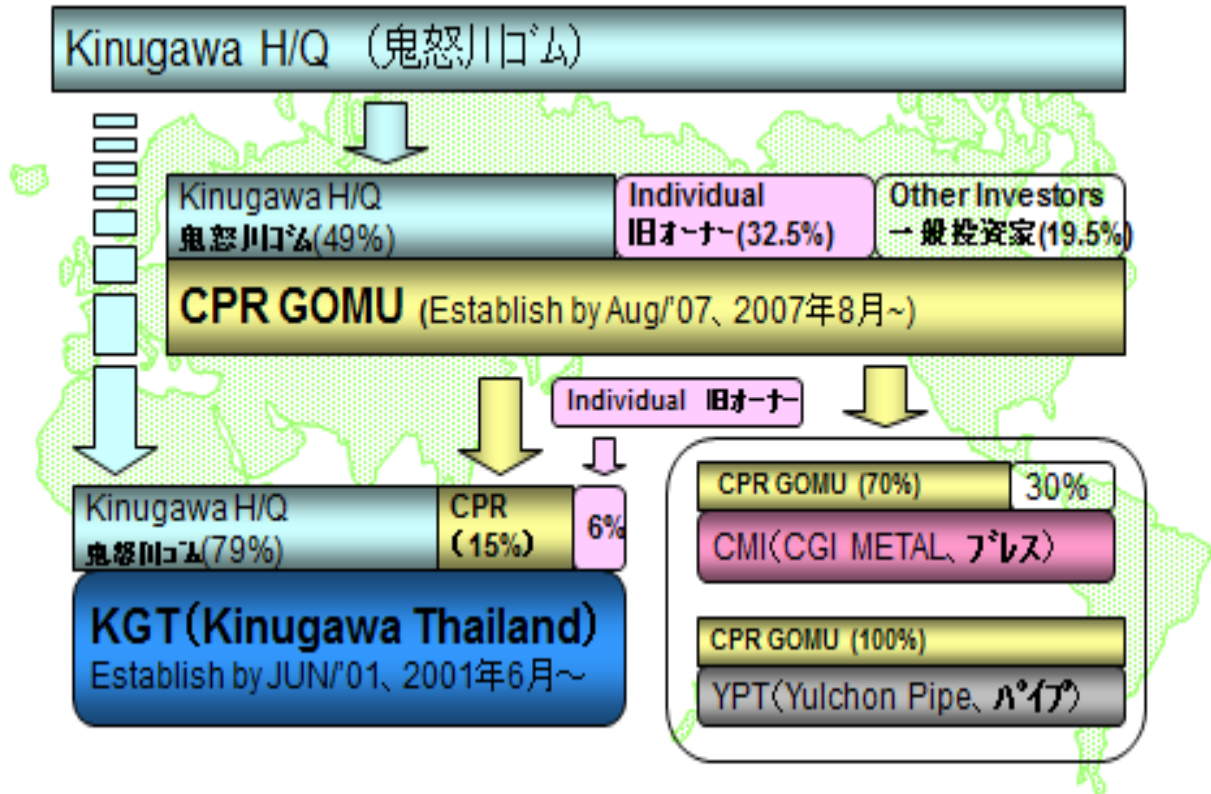 Kinugawa H/Q （鬼怒川ｺﾞﾑ）
Kinugawa H/Q
鬼怒川ｺﾞﾑ(49%)
Individual
旧ｵｰﾅｰ(32.5%)
Other Investors
一般投資家(19.5%)
CPR GOMU (Establish by Aug/'07、2007年8月~)
Individual 旧ｵｰﾅｰ
Kinugawa H/Q
鬼怒川ｺﾞﾑ(79%)
CPR
(15%)
6%
KGT(Kinugawa Thailand)
Establish by JUN/'01、2001年6月～
CPR GOMU (70%)
30%
CMI(CGI METAL、ﾌﾟﾚｽ)
CPR GOMU (100%)
YPT(Yulchon Pipe、ﾊﾟｲﾌﾟ)